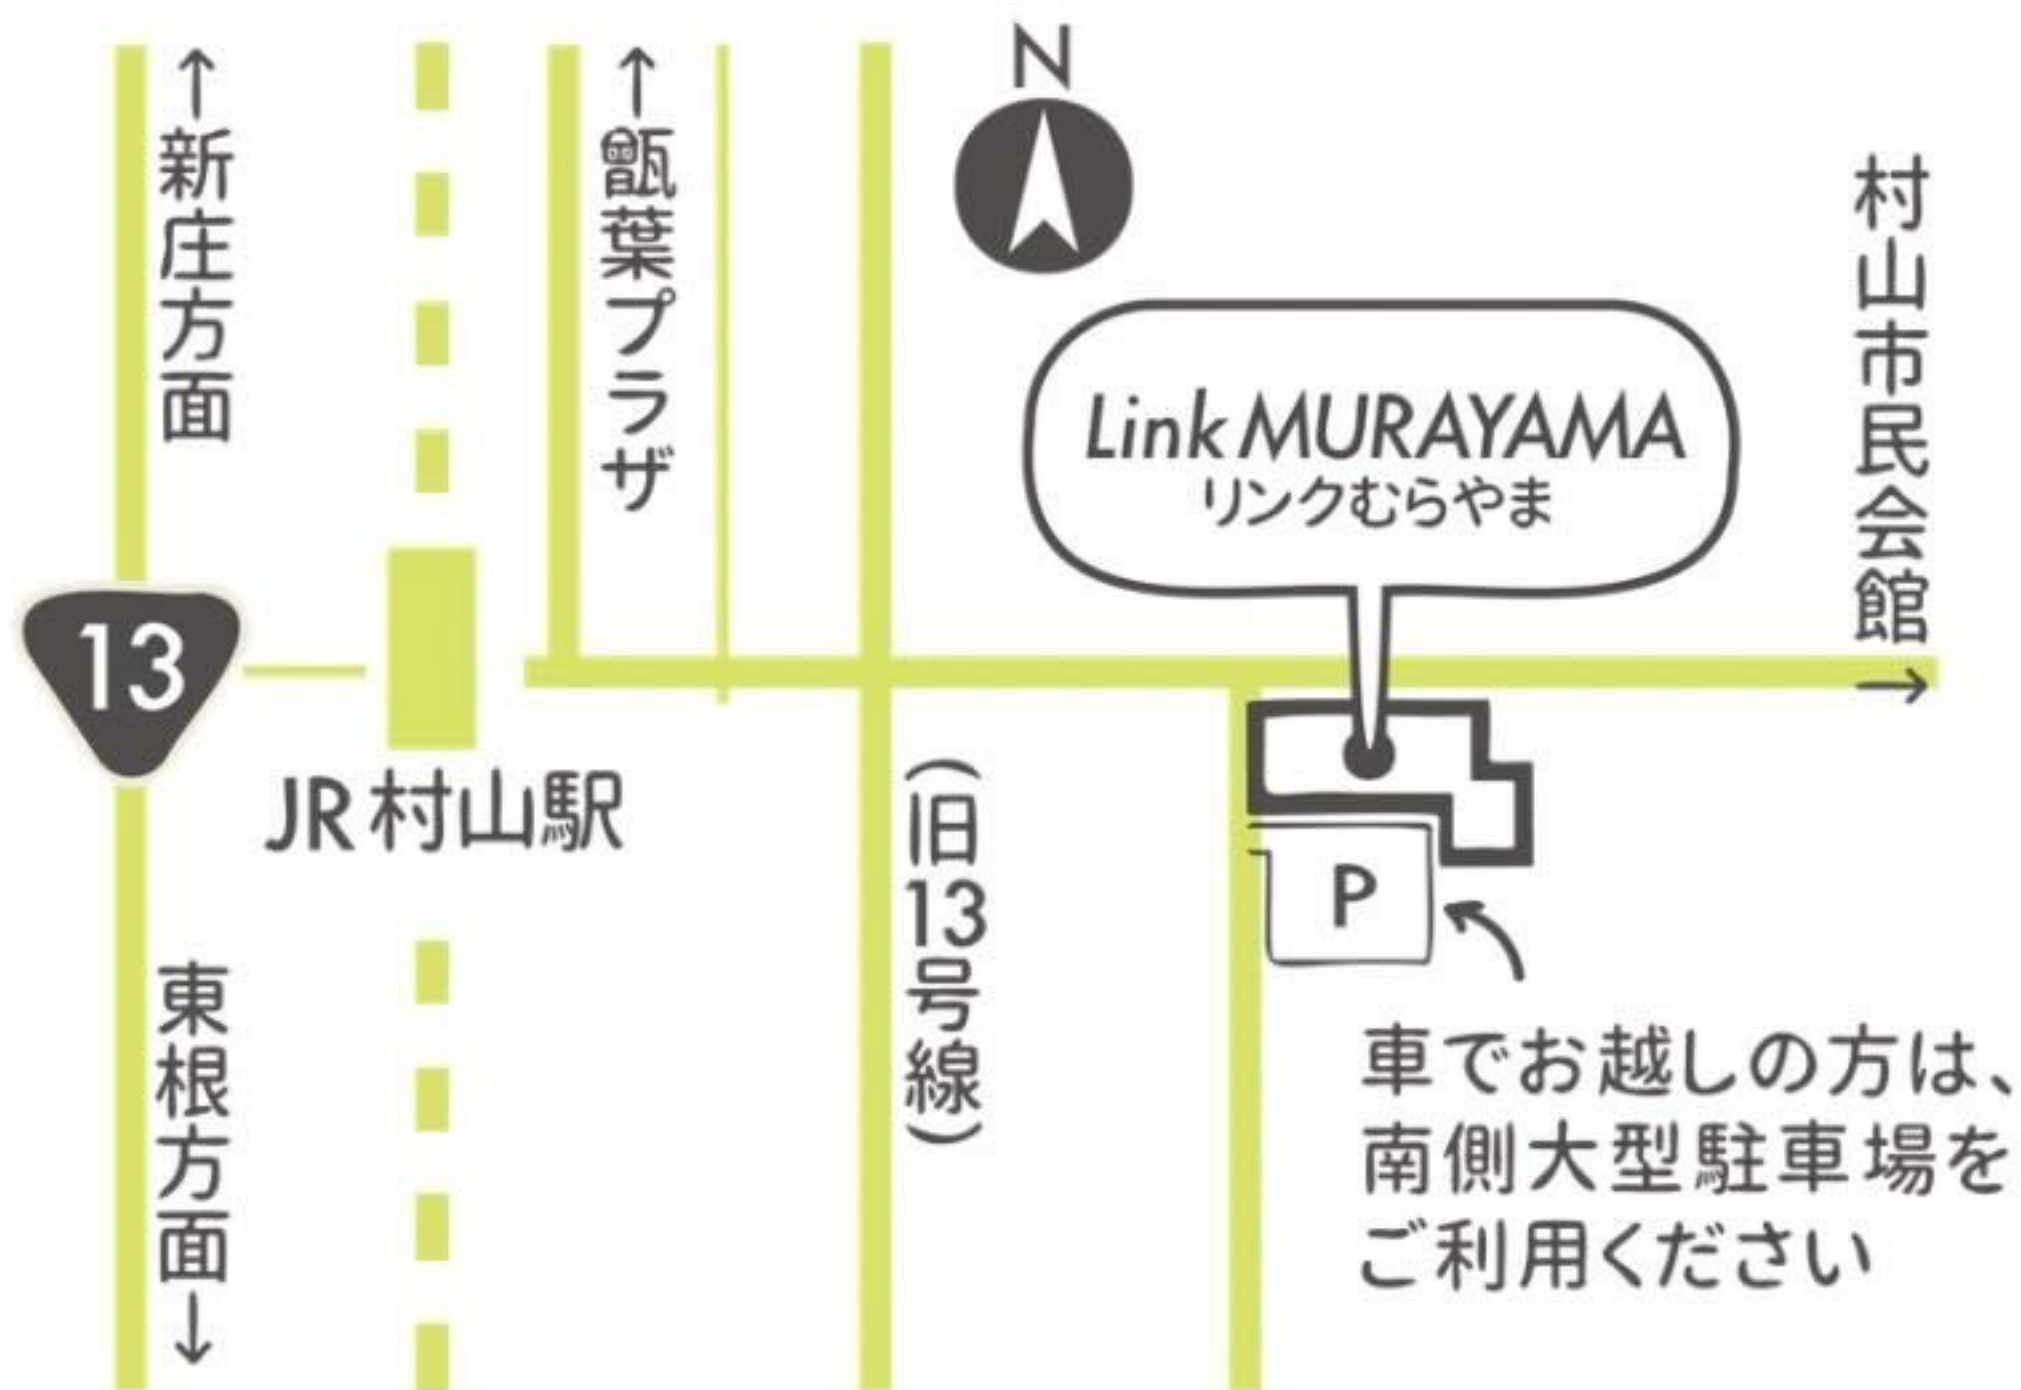 ↑新庄方面
↑甑葉プラザ
N
村山市民会館→
Link MURAYAMA
リンクむらやま
13
JR村山駅
(旧13号線)
P
東根方面↓
車でお越しの方は、
南側大型駐車場を
ご利用ください